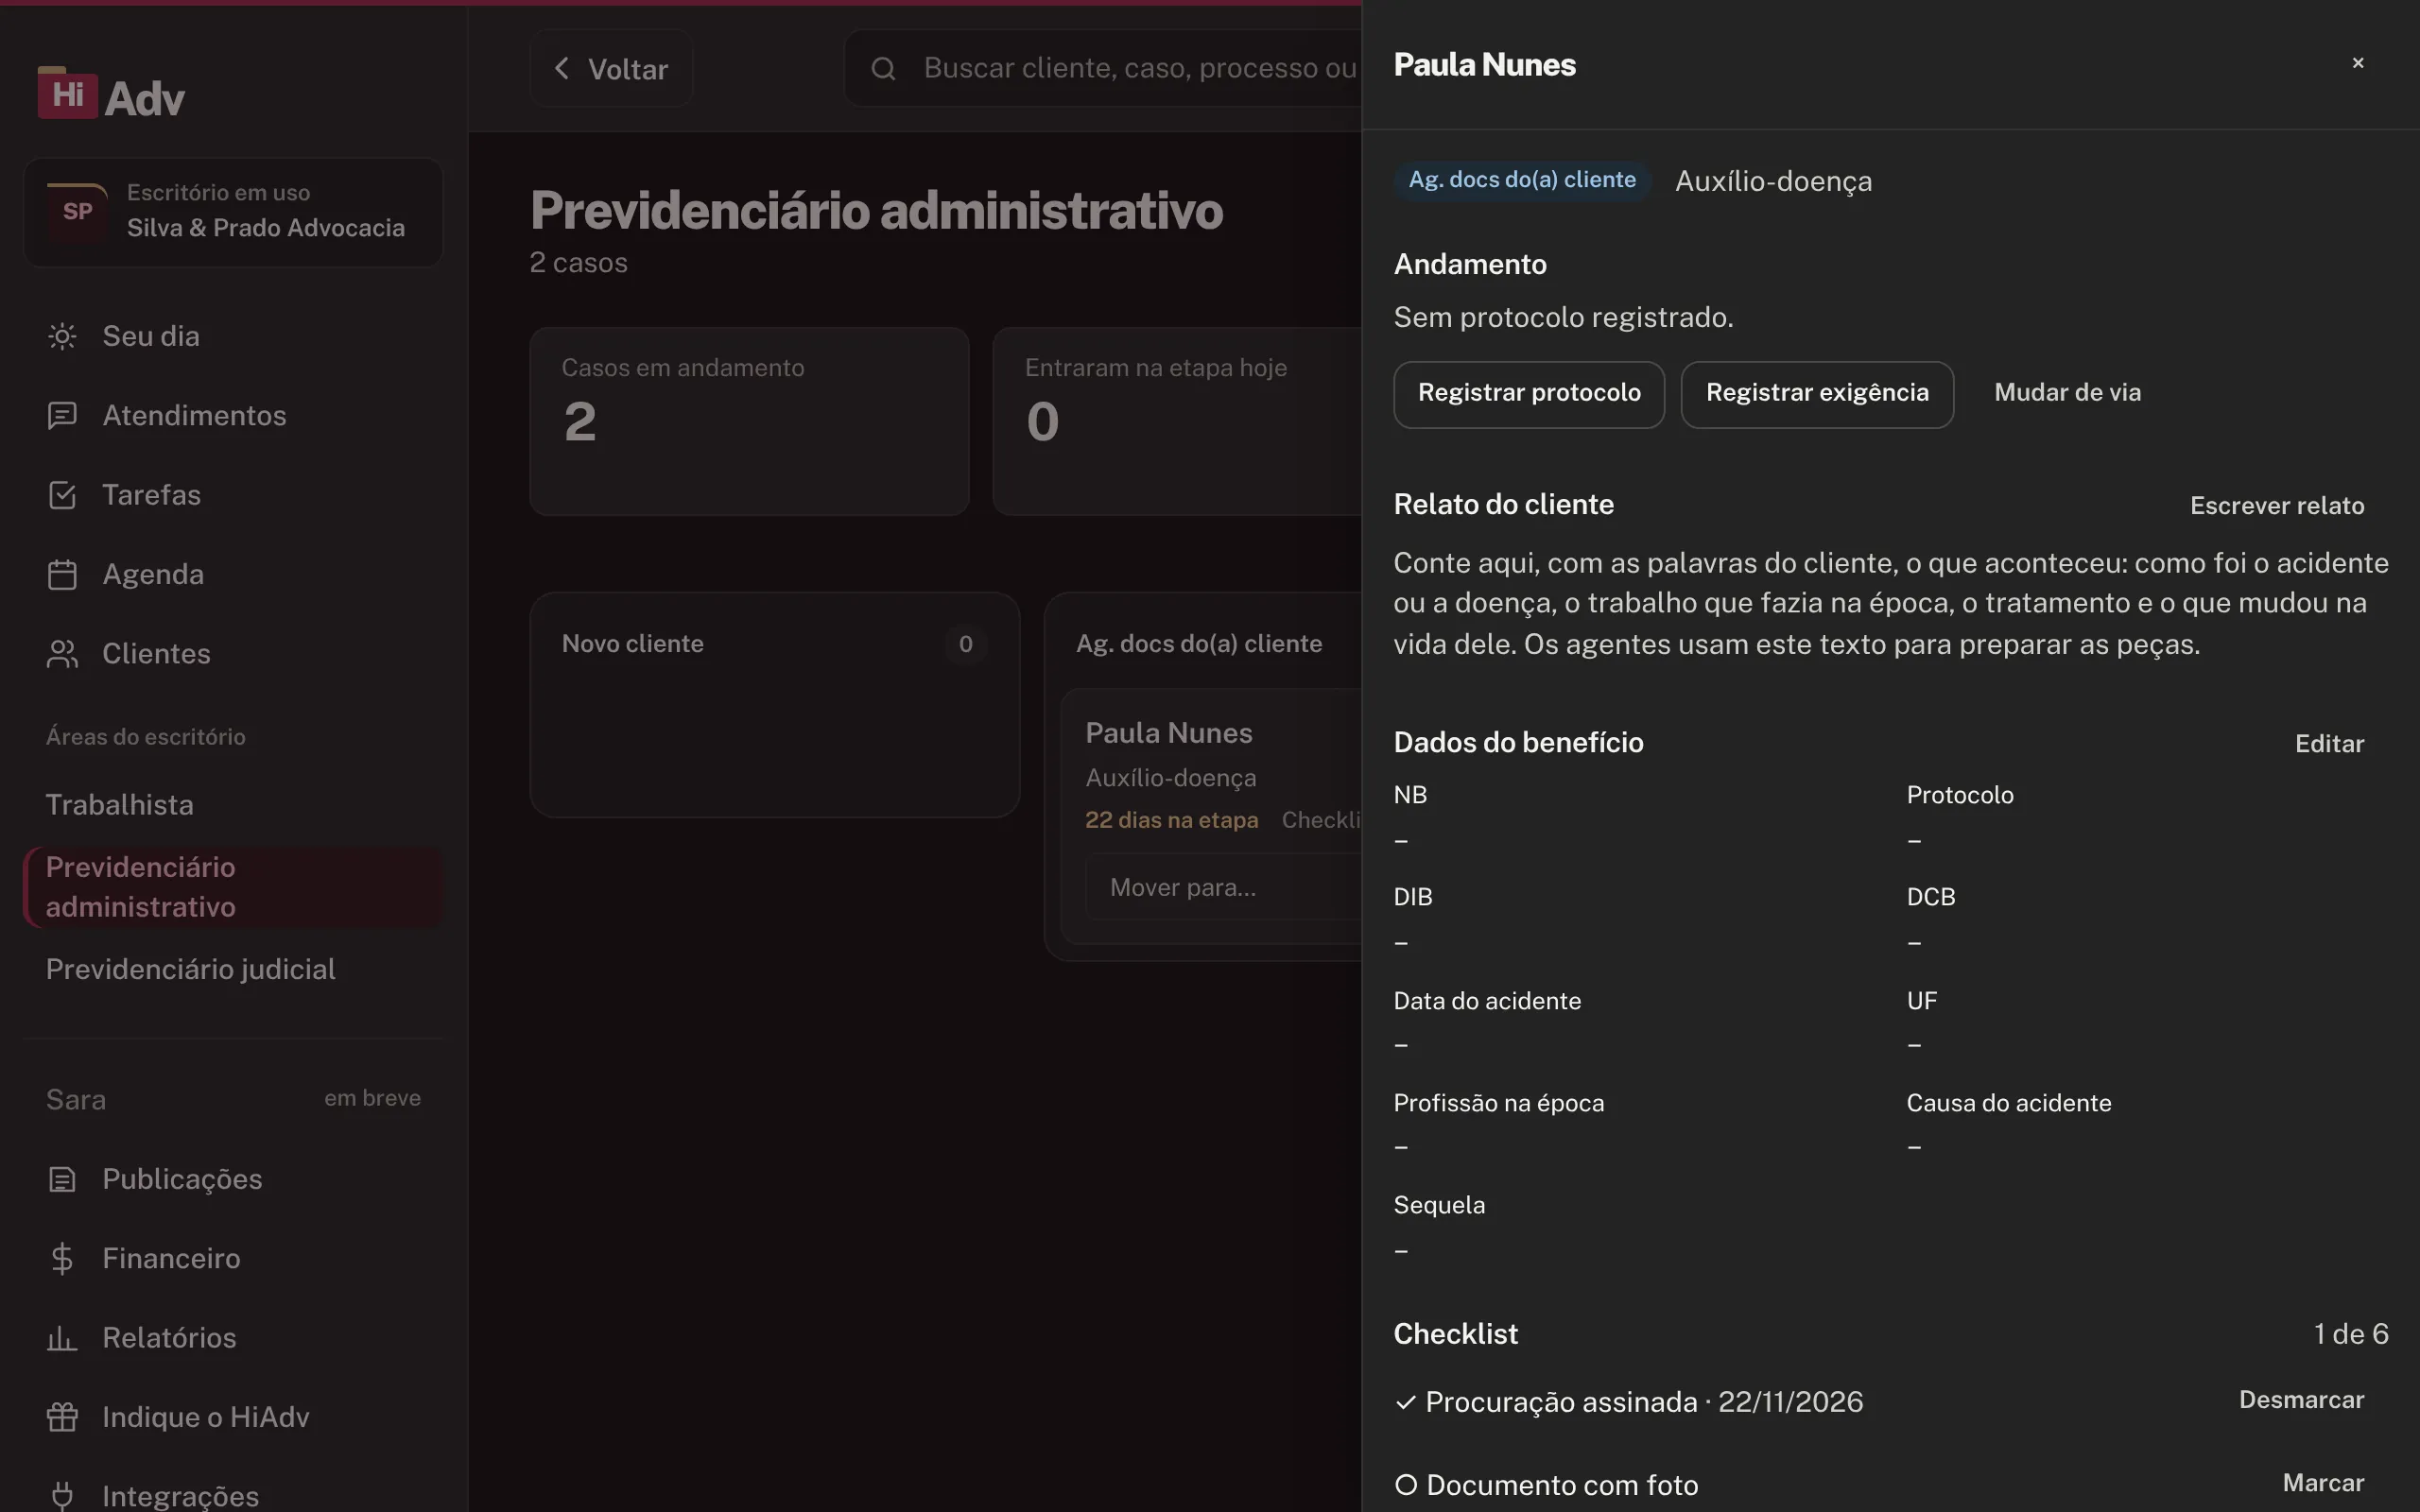 Hi Adv
SP
Escritório em uso
Silva & Prado Advocacia
Seu dia
Atendimentos
Tarefas
Agenda
Clientes
Áreas do escritório
Trabalhista
Previdenciário
administrativo
Previdenciário judicial
Sara em breve
Publicações
Financeiro
Relatórios
Indique o HiAdv
Integrações
Voltar
Buscar cliente, caso, processo ou
Previdenciário administrativo
2 casos
Casos em andamento
2
Entraram na etapa hoje
0
Novo cliente 0
Ag. docs do(a) cliente
Paula Nunes
Auxílio-doença
22 dias na etapa Checkli
Mover para...
Paula Nunes ×
Ag. docs do(a) cliente Auxílio-doença
Andamento
Sem protocolo registrado.
Registrar protocolo Registrar exigência Mudar de via
Relato do cliente Escrever relato
Conte aqui, com as palavras do cliente, o que aconteceu: como foi o acidente
ou a doença, o trabalho que fazia na época, o tratamento e o que mudou na
vida dele. Os agentes usam este texto para preparar as peças.
Dados do benefício Editar
NB Protocolo
– –
DIB DCB
– –
Data do acidente UF
– –
Profissão na época Causa do acidente
– –
Sequela
–
Checklist 1 de 6
✓ Procuração assinada · 22/11/2026 Desmarcar
○ Documento com foto Marcar